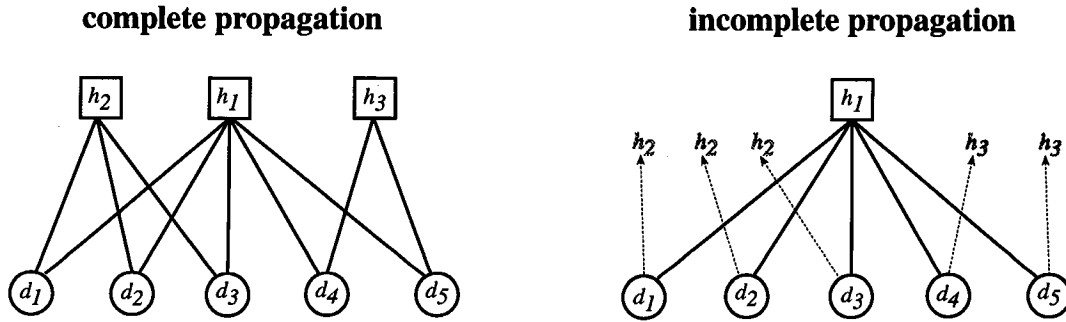 complete propagation
incomplete propagation
h2 h1 h3
h1
h2 h2 h2 h3 h3
d1 d2 d3 d4 d5
d1 d2 d3 d4 d5